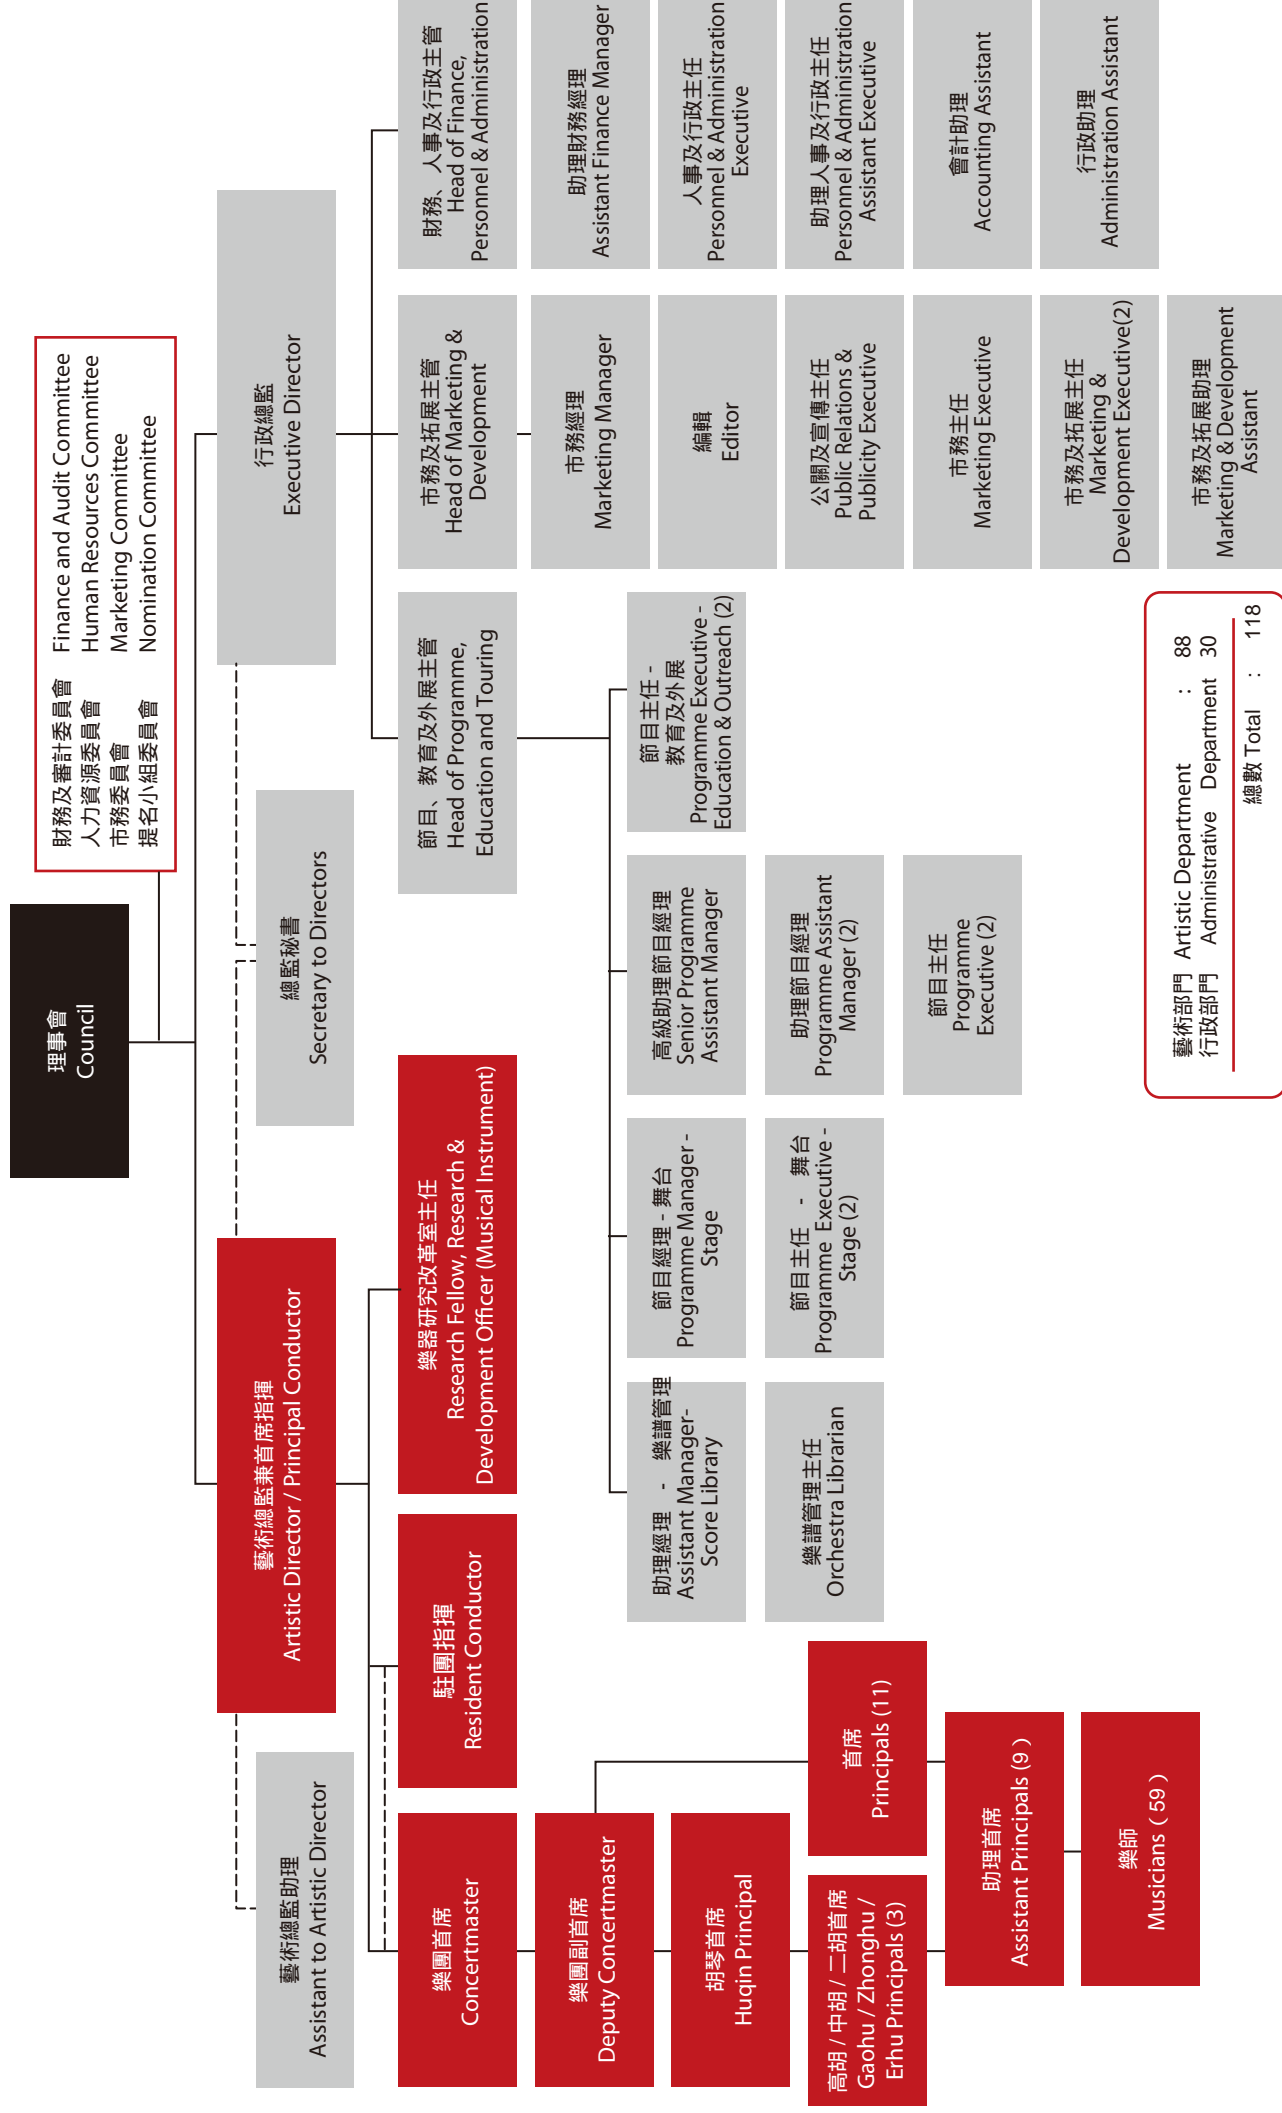 理事會
Council
財務及審計委員會 Finance and Audit Committee
人力資源委員會 Human Resources Committee
市務委員會 Marketing Committee
提名小組委員會 Nomination Committee
藝術總監兼首席指揮
Artistic Director / Principal Conductor
行政總監
Executive Director
藝術總監助理
Assistant to Artistic Director
總監秘書
Secretary to Directors
樂團首席
Concertmaster
駐團指揮
Resident Conductor
樂器研究改革室主任
Research Fellow, Research &
Development Officer (Musical Instrument)
節目、教育及外展主管
Head of Programme,
Education and Touring
市務及拓展主管
Head of Marketing &
Development
財務、人事及行政主管
Head of Finance,
Personnel & Administration
樂團副首席
Deputy Concertmaster
胡琴首席
Huqin Principal
高胡 / 中胡 / 二胡首席
Gaohu / Zhonghu /
Erhu Principals (3)
首席
Principals (11)
助理首席
Assistant Principals (9 )
樂師
Musicians ( 59 )
助理經理 - 樂譜管理
Assistant Manager-
Score Library
樂譜管理主任
Orchestra Librarian
節目經理 - 舞台
Programme Manager -
Stage
節目主任 - 舞台
Programme Executive -
Stage (2)
高級助理節目經理
Senior Programme
Assistant Manager
助理節目經理
Programme Assistant
Manager (2)
節目主任
Programme
Executive (2)
節目主任 -
教育及外展
Programme Executive -
Education & Outreach (2)
市務經理
Marketing Manager
編輯
Editor
公關及宣傳主任
Public Relations &
Publicity Executive
市務主任
Marketing Executive
市務及拓展主任
Marketing &
Development Executive(2)
市務及拓展助理
Marketing & Development
Assistant
助理財務經理
Assistant Finance Manager
人事及行政主任
Personnel & Administration
Executive
助理人事及行政主任
Personnel & Administration
Assistant Executive
會計助理
Accounting Assistant
行政助理
Administration Assistant
藝術部門 Artistic Department : 88
行政部門 Administrative Department 30
總數 Total : 118